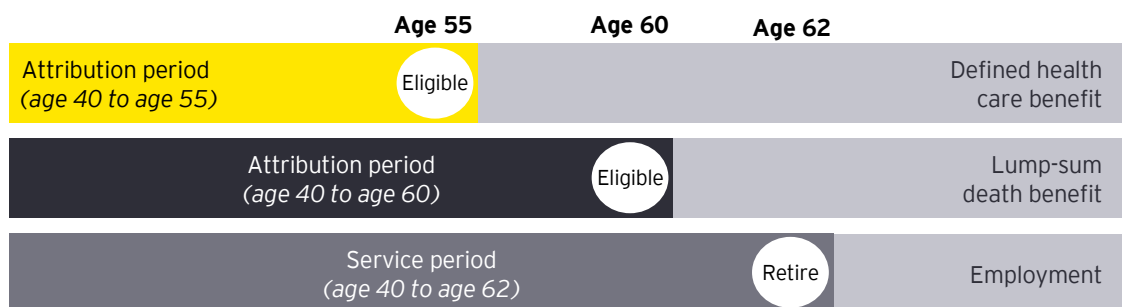 Age 55 Age 60 Age 62
Attribution period
(age 40 to age 55)
Eligible
Defined health
care benefit
Attribution period
(age 40 to age 60)
Eligible
Lump-sum
death benefit
Service period
(age 40 to age 62)
Retire
Employment